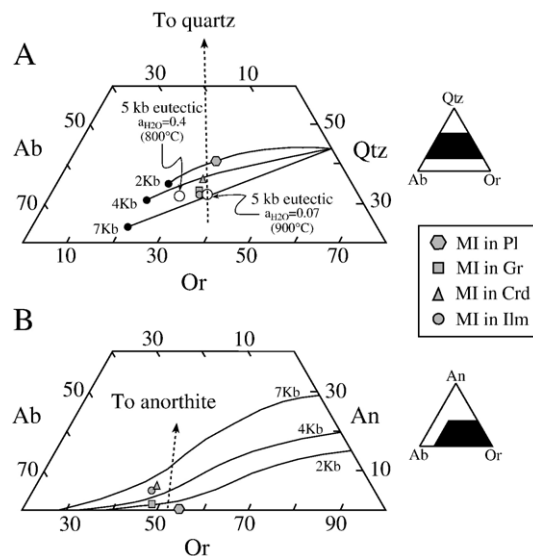 To quartz
A
30
10
5 kb eutectic
aH2O=0.4
(800°C)
50
50
Ab
Qtz
2Kb
4Kb
7Kb
70
30
5 kb eutectic
aH2O=0.07
(900°C)
10
30
50
70
Or
Qtz
Ab
Or
MI in Pl
MI in Gr
MI in Crd
MI in Ilm
B
30
10
To anorthite
50
Ab
An
7Kb
30
4Kb
2Kb
70
10
30
50
70
90
Or
An
Ab
Or